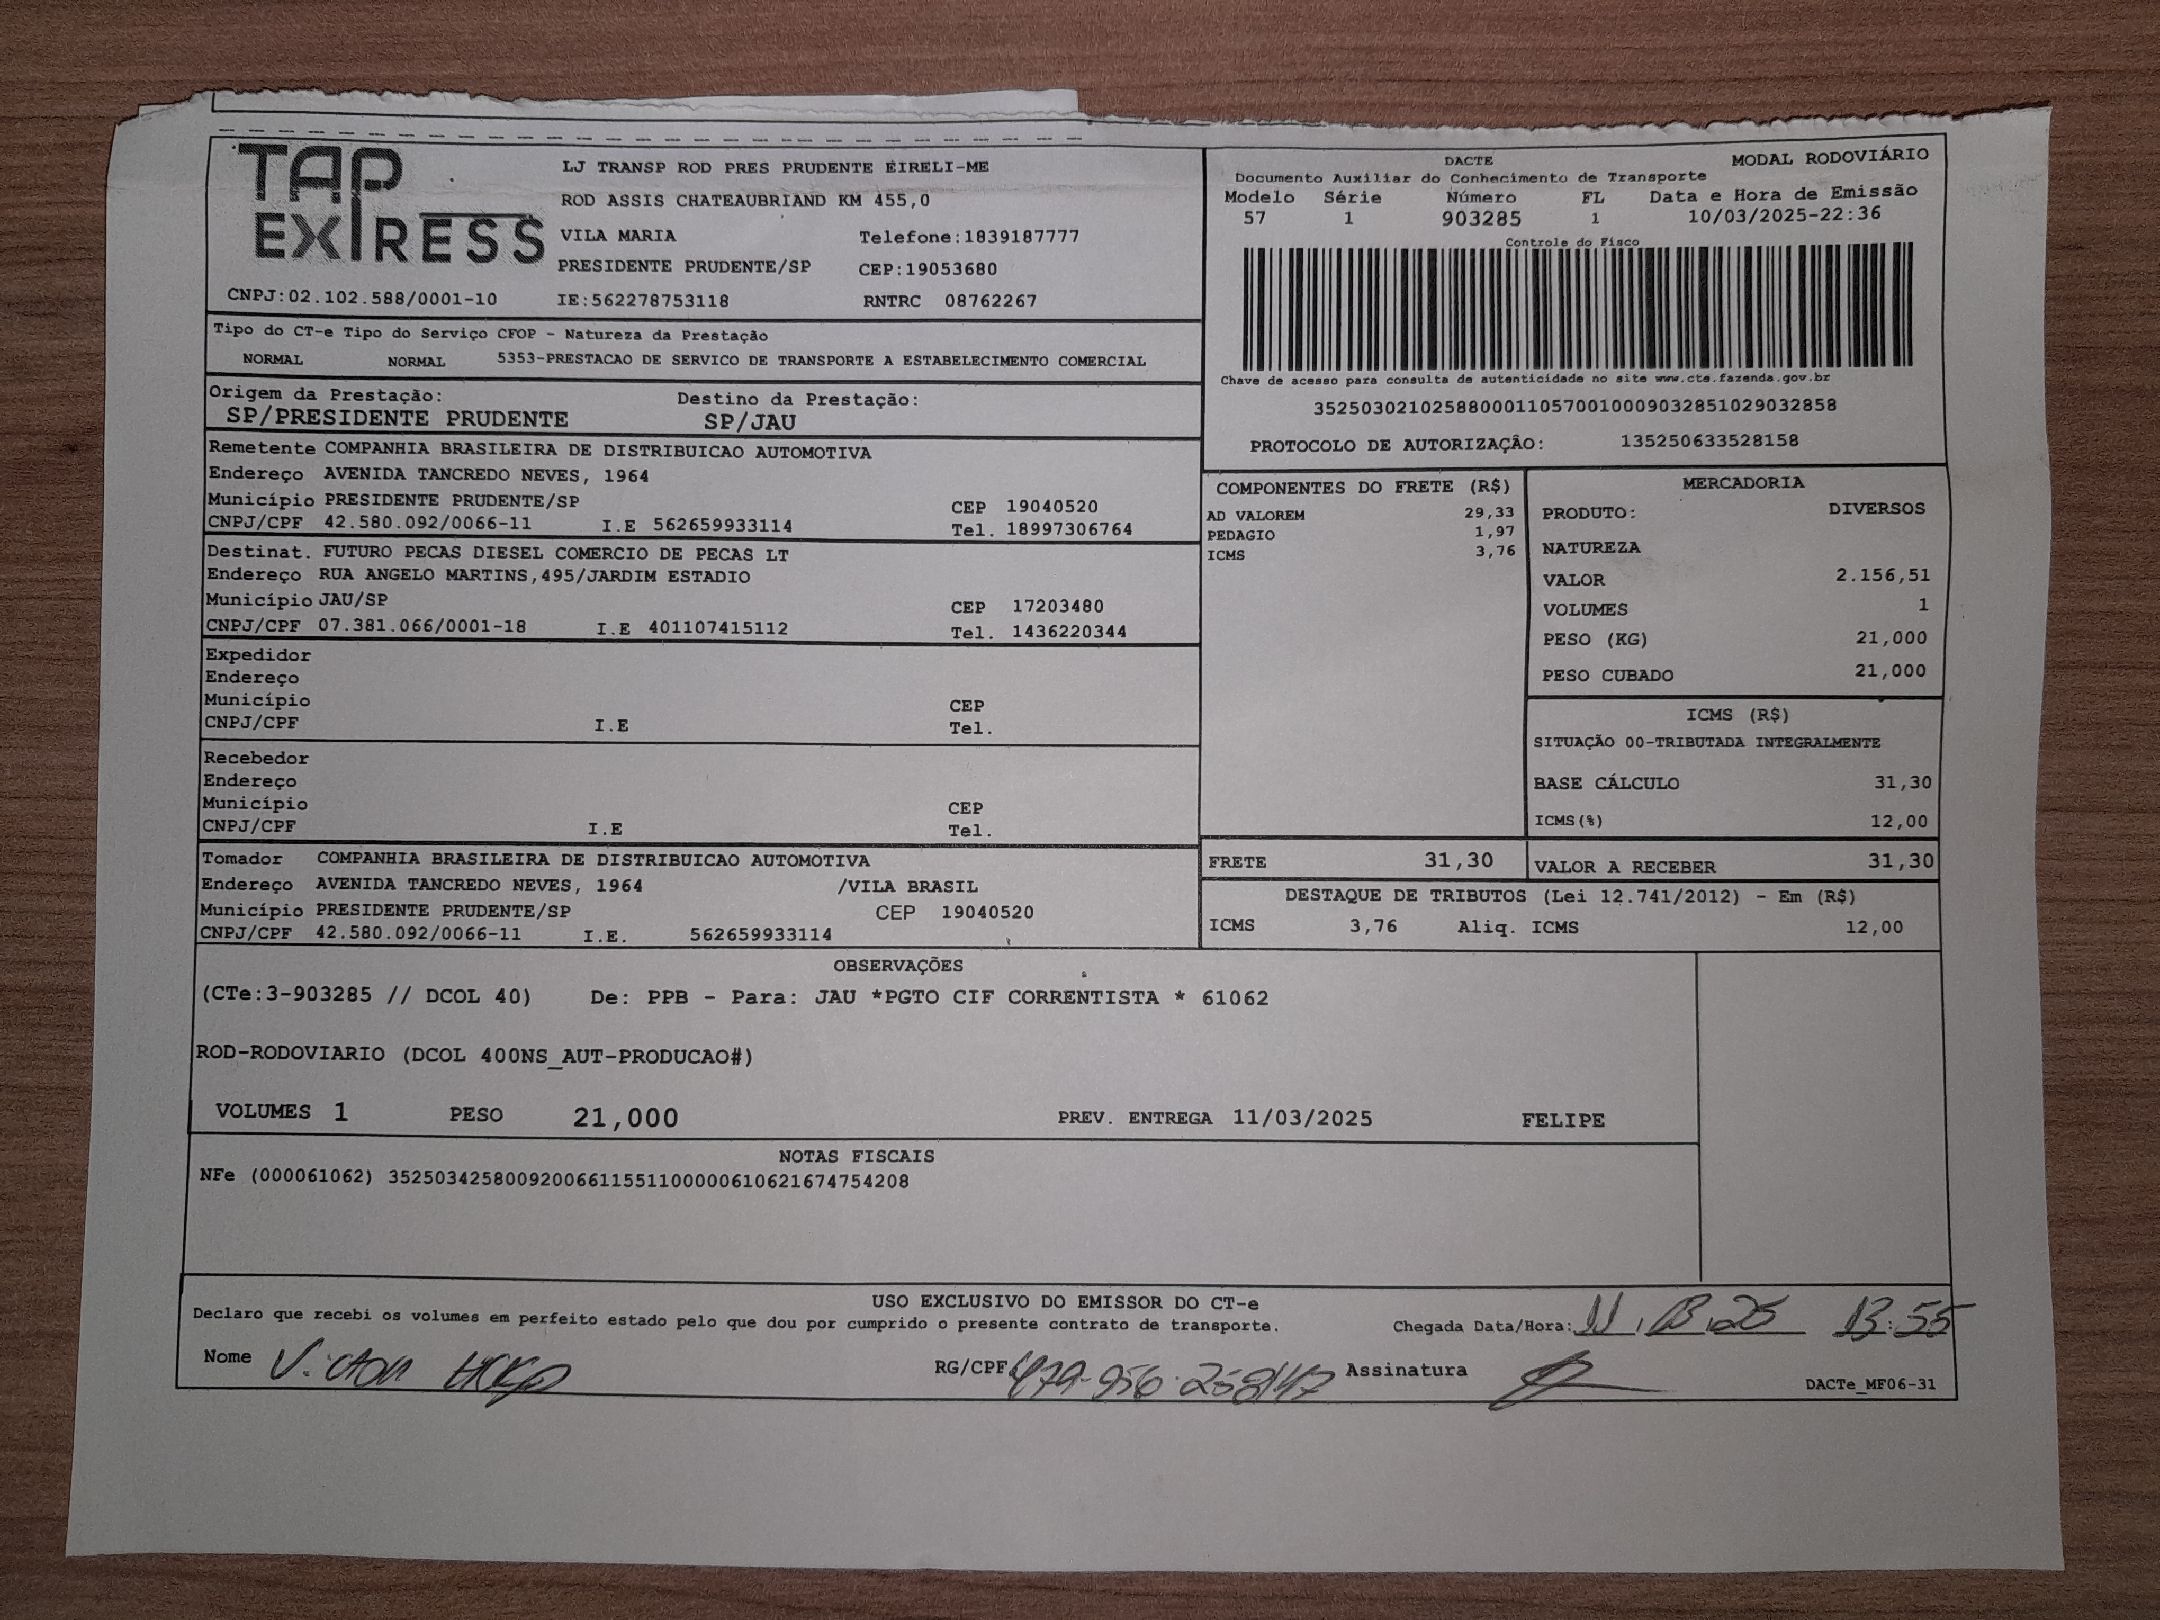 TAP EXPRESS
LJ TRANSP ROD PRES PRUDENTE EIRELI-ME
ROD ASSIS CHATEAUBRIAND KM 455,0
VILA MARIA Telefone:1839187777
PRESIDENTE PRUDENTE/SP CEP:19053680
CNPJ:02.102.588/0001-10 IE:562278753118 RNTRC 08762267
DACTE MODAL RODOVIÁRIO
Documento Auxiliar do Conhecimento de Transporte
Modelo Série Número FL Data e Hora de Emissão
57 1 903285 1 10/03/2025-22:36
Controle do Fisco
Chave de acesso para consulta de autenticidade no site www.cte.fazenda.gov.br
35250302102588000110570010009032851029032858
PROTOCOLO DE AUTORIZAÇÃO: 135250633528158
Tipo do CT-e Tipo do Serviço CFOP - Natureza da Prestação
NORMAL NORMAL 5353-PRESTACAO DE SERVICO DE TRANSPORTE A ESTABELECIMENTO COMERCIAL
Origem da Prestação: Destino da Prestação:
SP/PRESIDENTE PRUDENTE SP/JAU
Remetente COMPANHIA BRASILEIRA DE DISTRIBUICAO AUTOMOTIVA
Endereço AVENIDA TANCREDO NEVES, 1964
Município PRESIDENTE PRUDENTE/SP CEP 19040520
CNPJ/CPF 42.580.092/0066-11 I.E 562659933114 Tel. 18997306764
Destinat. FUTURO PECAS DIESEL COMERCIO DE PECAS LT
Endereço RUA ANGELO MARTINS,495/JARDIM ESTADIO
Município JAU/SP CEP 17203480
CNPJ/CPF 07.381.066/0001-18 I.E 401107415112 Tel. 1436220344
Expedidor
Endereço
Município CEP
CNPJ/CPF I.E Tel.
Recebedor
Endereço
Município CEP
CNPJ/CPF I.E Tel.
Tomador COMPANHIA BRASILEIRA DE DISTRIBUICAO AUTOMOTIVA
Endereço AVENIDA TANCREDO NEVES, 1964 /VILA BRASIL
Município PRESIDENTE PRUDENTE/SP CEP 19040520
CNPJ/CPF 42.580.092/0066-11 I.E. 562659933114
COMPONENTES DO FRETE (R$)
AD VALOREM 29,33
PEDAGIO 1,97
ICMS 3,76
MERCADORIA
PRODUTO: DIVERSOS
NATUREZA
VALOR 2.156,51
VOLUMES 1
PESO (KG) 21,000
PESO CUBADO 21,000
ICMS (R$)
SITUAÇÃO 00-TRIBUTADA INTEGRALMENTE
BASE CÁLCULO 31,30
ICMS(%) 12,00
FRETE 31,30 VALOR A RECEBER 31,30
DESTAQUE DE TRIBUTOS (Lei 12.741/2012) - Em (R$)
ICMS 3,76 Aliq. ICMS 12,00
OBSERVAÇÕES
(CTe:3-903285 // DCOL 40) De: PPB - Para: JAU *PGTO CIF CORRENTISTA * 61062
ROD-RODOVIARIO (DCOL 400NS_AUT-PRODUCAO#)
VOLUMES 1 PESO 21,000 PREV. ENTREGA 11/03/2025 FELIPE
NOTAS FISCAIS
NFe (000061062) 35250342580092006611551100000610621674754208
USO EXCLUSIVO DO EMISSOR DO CT-e
Declaro que recebi os volumes em perfeito estado pelo que dou por cumprido o presente contrato de transporte. Chegada Data/Hora: 13:55
Nome RG/CPF Assinatura
DACTe_MF06-31